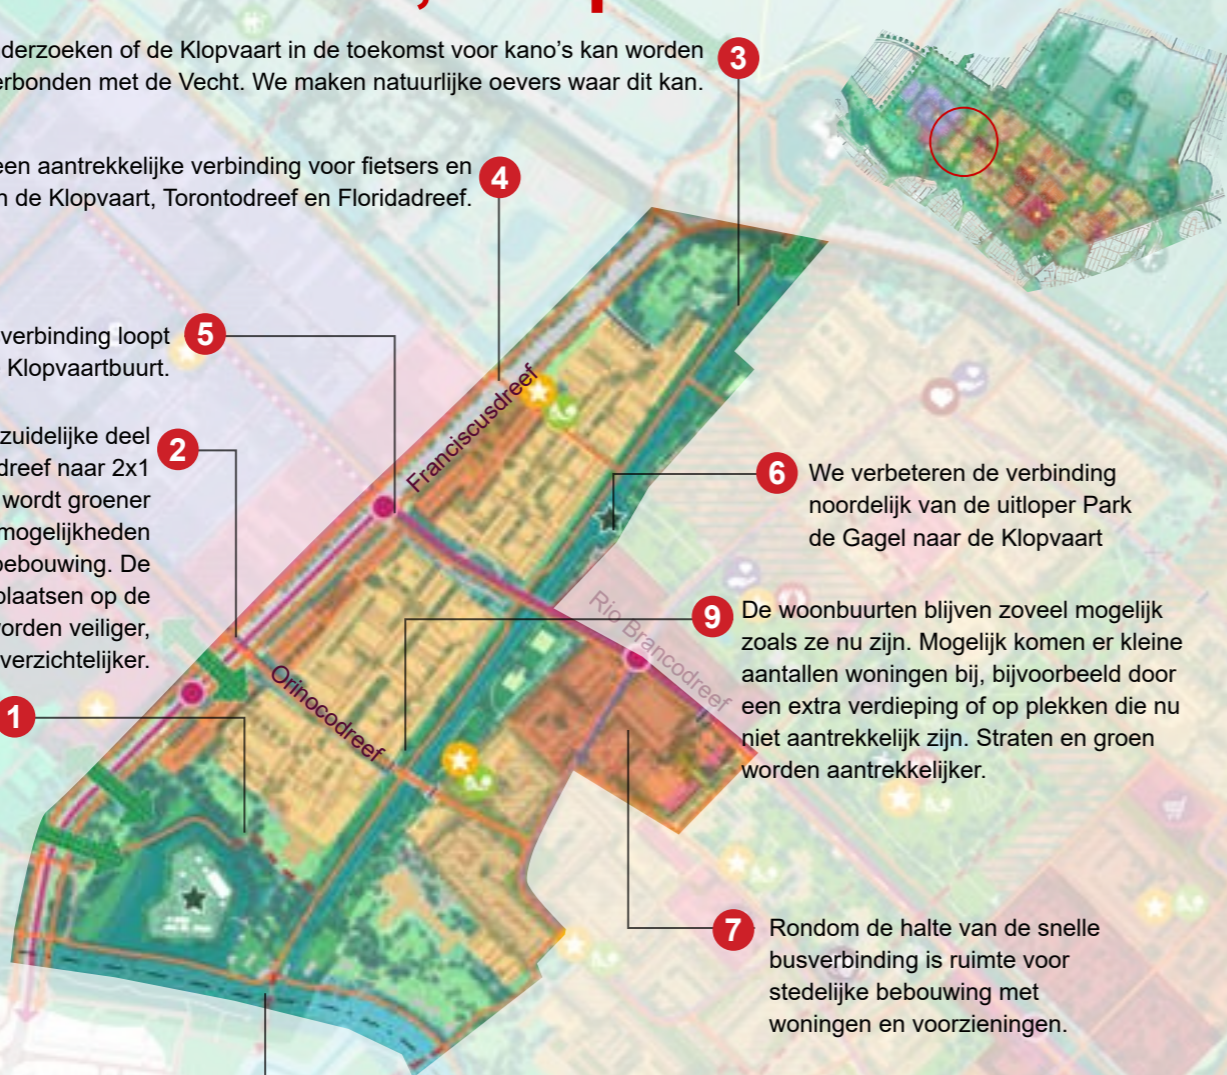 nderzoeken of de Klopvaart in de toekomst voor kano's kan worden
erbonden met de Vecht. We maken natuurlijke oevers waar dit kan.
3
een aantrekkelijke verbinding voor fietsers en
n de Klopvaart, Torontodreef en Floridadreef.
4
verbinding loopt
Klopvaartbuurt.
5
zuidelijke deel
dreef naar 2x1
wordt groener
mogelijkheden
bebouwing. De
plaatsen op de
worden veiliger,
verzichtelijker.
2
1
Franciscusdreef
Orinocodreef
Rio Brancodreef
6
We verbeteren de verbinding
noordelijk van de uitloper Park
de Gagel naar de Klopvaart
9
De woonbuurten blijven zoveel mogelijk
zoals ze nu zijn. Mogelijk komen er kleine
aantallen woningen bij, bijvoorbeeld door
een extra verdieping of op plekken die nu
niet aantrekkelijk zijn. Straten en groen
worden aantrekkelijker.
7
Rondom de halte van de snelle
busverbinding is ruimte voor
stedelijke bebouwing met
woningen en voorzieningen.